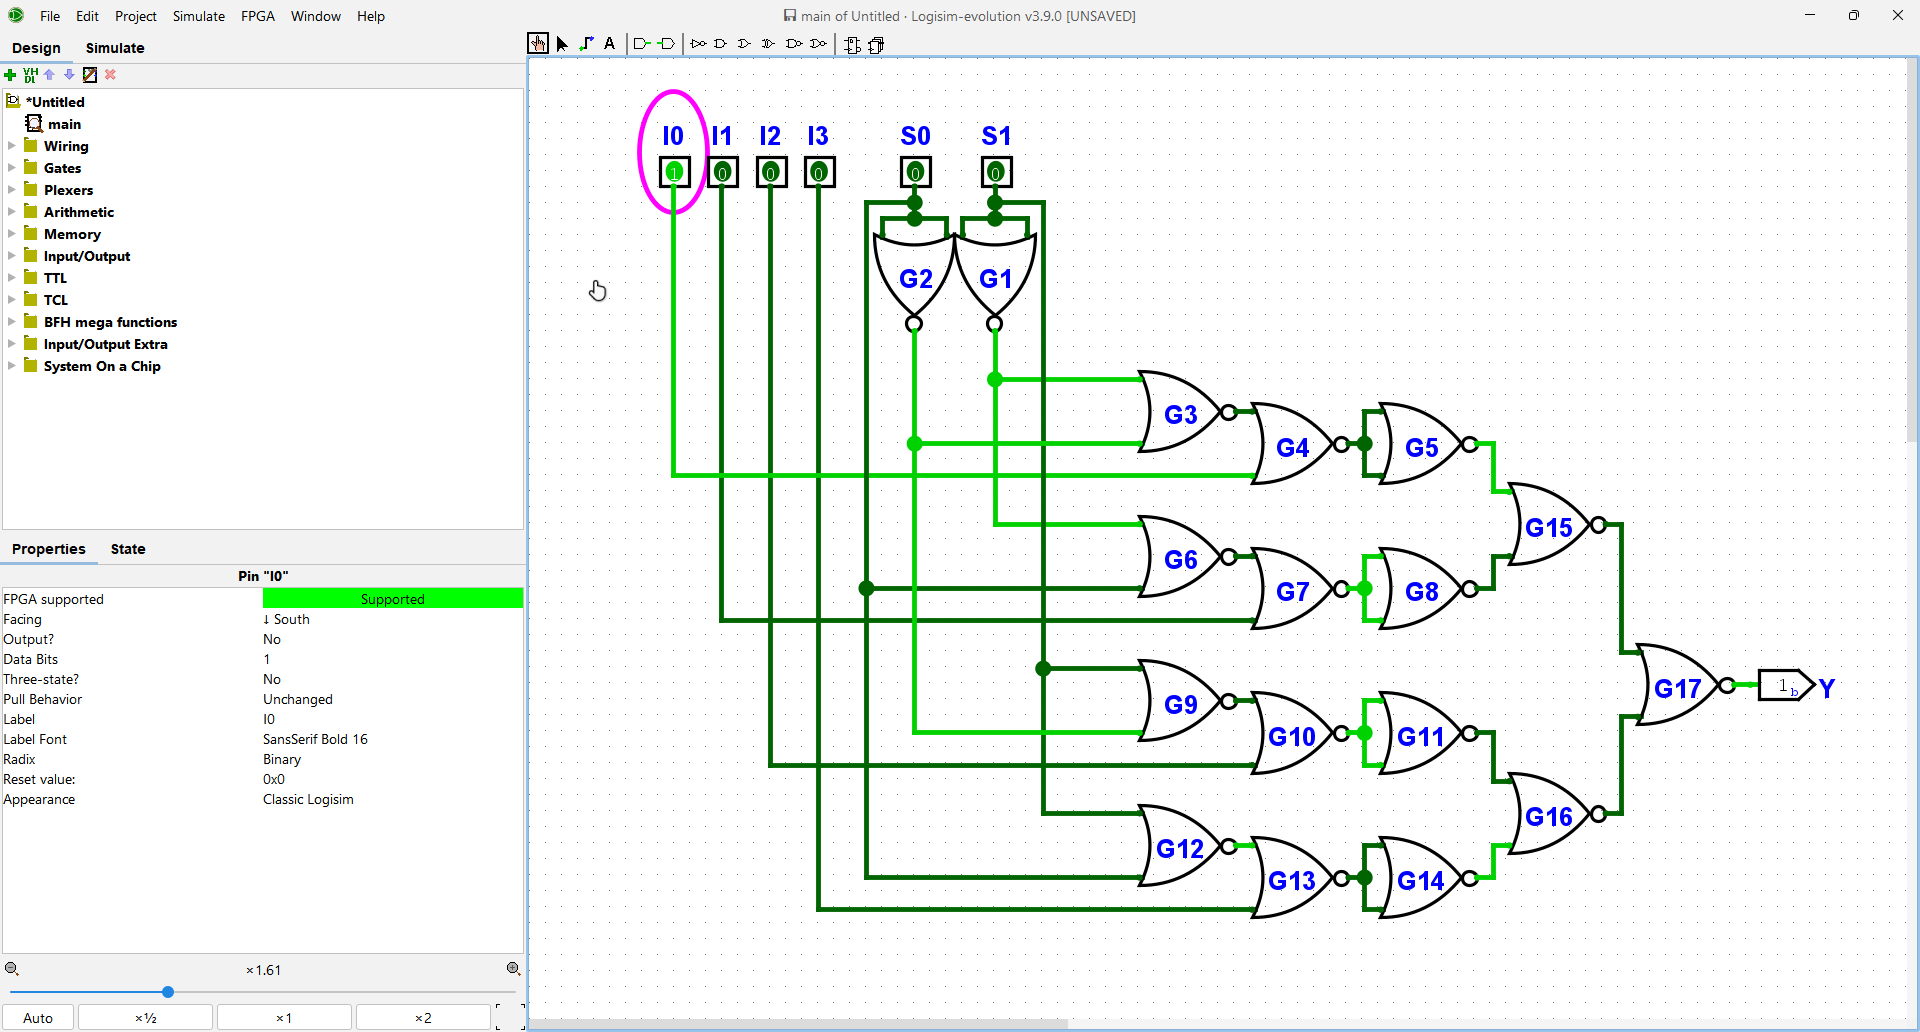 File Edit Project Simulate FPGA Window Help
main of Untitled · Logisim-evolution v3.9.0 [UNSAVED]
Design Simulate
A
VH
DL
*Untitled
main
Wiring
Gates
Plexers
Arithmetic
Memory
Input/Output
TTL
TCL
BFH mega functions
Input/Output Extra
System On a Chip
Properties State
Pin "I0"
FPGA supported Supported
Facing ↓ South
Output? No
Data Bits 1
Three-state? No
Pull Behavior Unchanged
Label I0
Label Font SansSerif Bold 16
Radix Binary
Reset value: 0x0
Appearance Classic Logisim
×1.61
Auto ×½ ×1 ×2
I0 I1 I2 I3 S0 S1
1 0 0 0 0 0
G2 G1
G3
G4 G5
G15
G6
G7 G8
G17 1b Y
G9
G10 G11
G16
G12
G13 G14